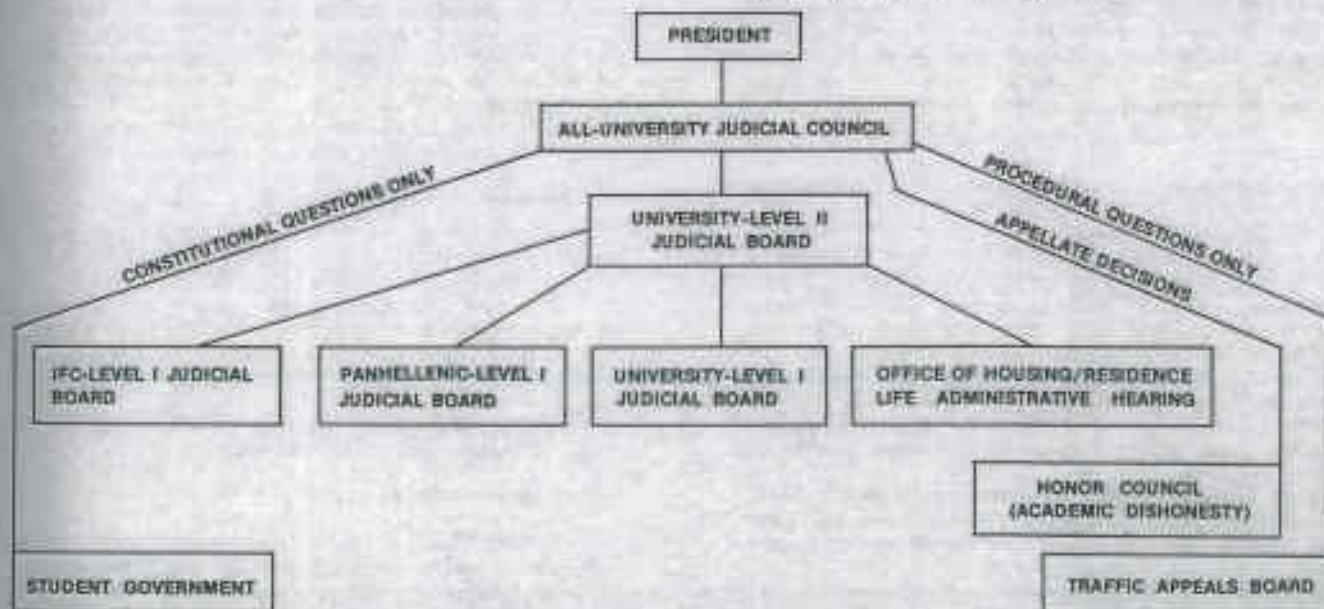 PRESIDENT
ALL-UNIVERSITY JUDICIAL COUNCIL
CONSTITUTIONAL QUESTIONS ONLY
PROCEDURAL QUESTIONS ONLY
APPELLATE DECISIONS
UNIVERSITY-LEVEL II
JUDICIAL BOARD
IFC-LEVEL I JUDICIAL
BOARD
PANHELLENIC-LEVEL I
JUDICIAL BOARD
UNIVERSITY-LEVEL I
JUDICIAL BOARD
OFFICE OF HOUSING/RESIDENCE
LIFE ADMINISTRATIVE HEARING
HONOR COUNCIL
(ACADEMIC DISHONESTY)
STUDENT GOVERNMENT
TRAFFIC APPEALS BOARD